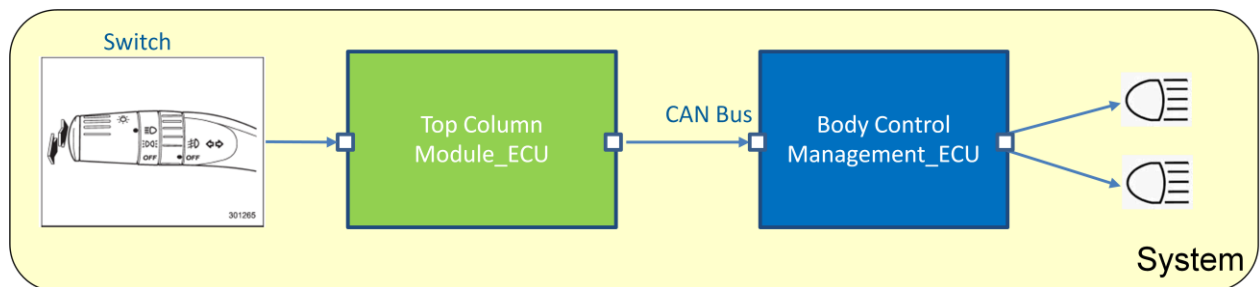 Switch
OFF
OFF
301265
Top Column
Module_ECU
CAN Bus
Body Control
Management_ECU
System